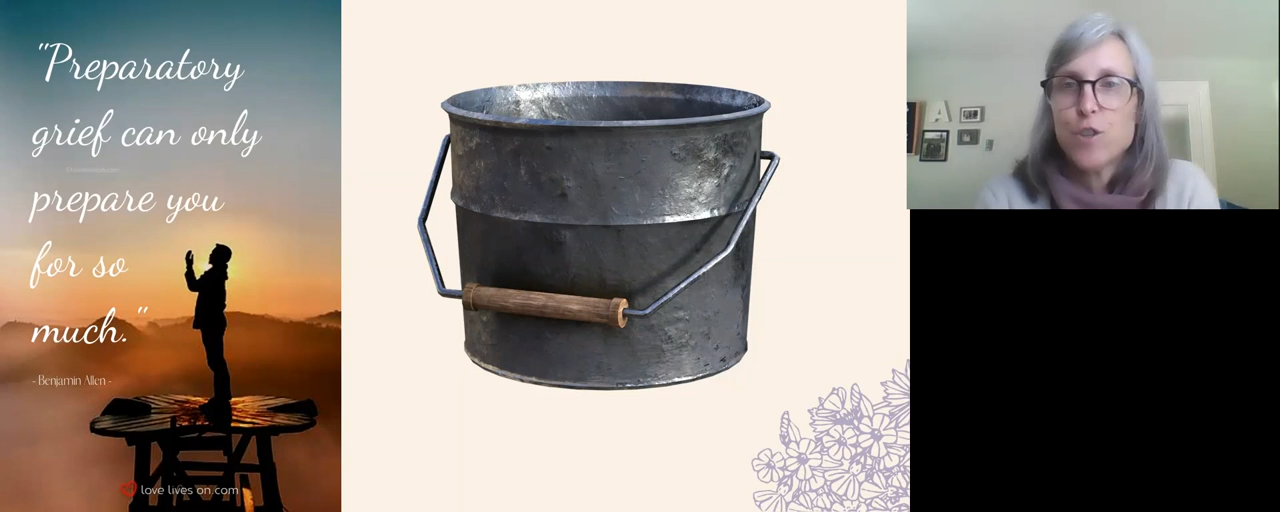 "Preparatory
grief can only
prepare you
for so
much."
- Benjamin Allen -
love lives on.com
A